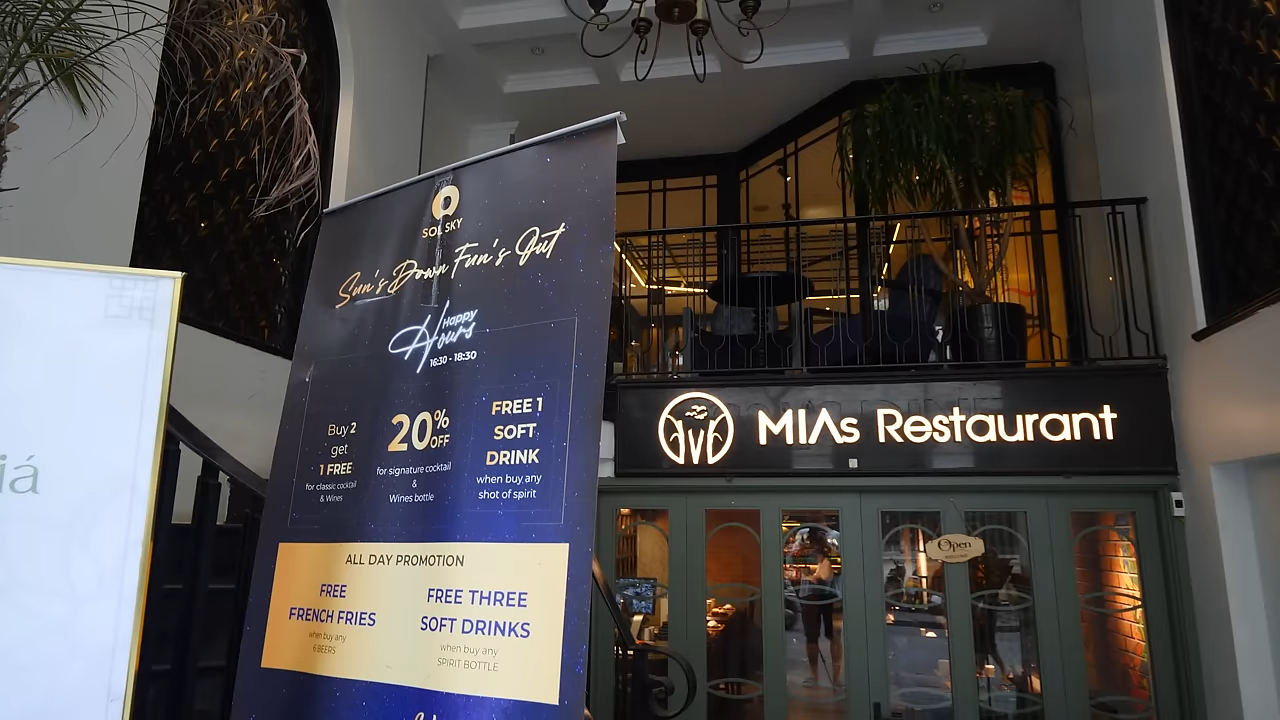 iá
SOL SKY
Sun's Down Fun's Out
Happy
Hours
16:30 - 18:30
Buy 2
get
1 FREE
for classic cocktail
& Wines
20%
OFF
for signature cocktail
&
Wines bottle
FREE 1
SOFT
DRINK
when buy any
shot of spirit
ALL DAY PROMOTION
FREE
FRENCH FRIES
when buy any
6 BEERS
FREE THREE
SOFT DRINKS
when buy any
SPIRIT BOTTLE
MIAs Restaurant
Open